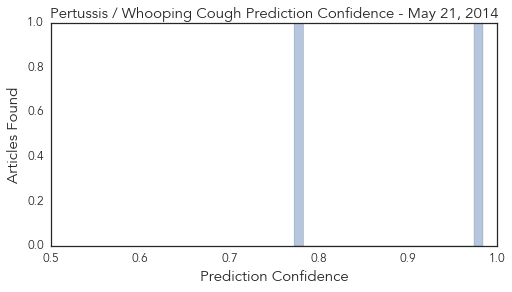 Pertussis / Whooping Cough Prediction Confidence - May 21, 2014
1.0
0.8
0.6
0.4
0.2
0.0
Articles Found
0.5 0.6 0.7 0.8 0.9 1.0
Prediction Confidence